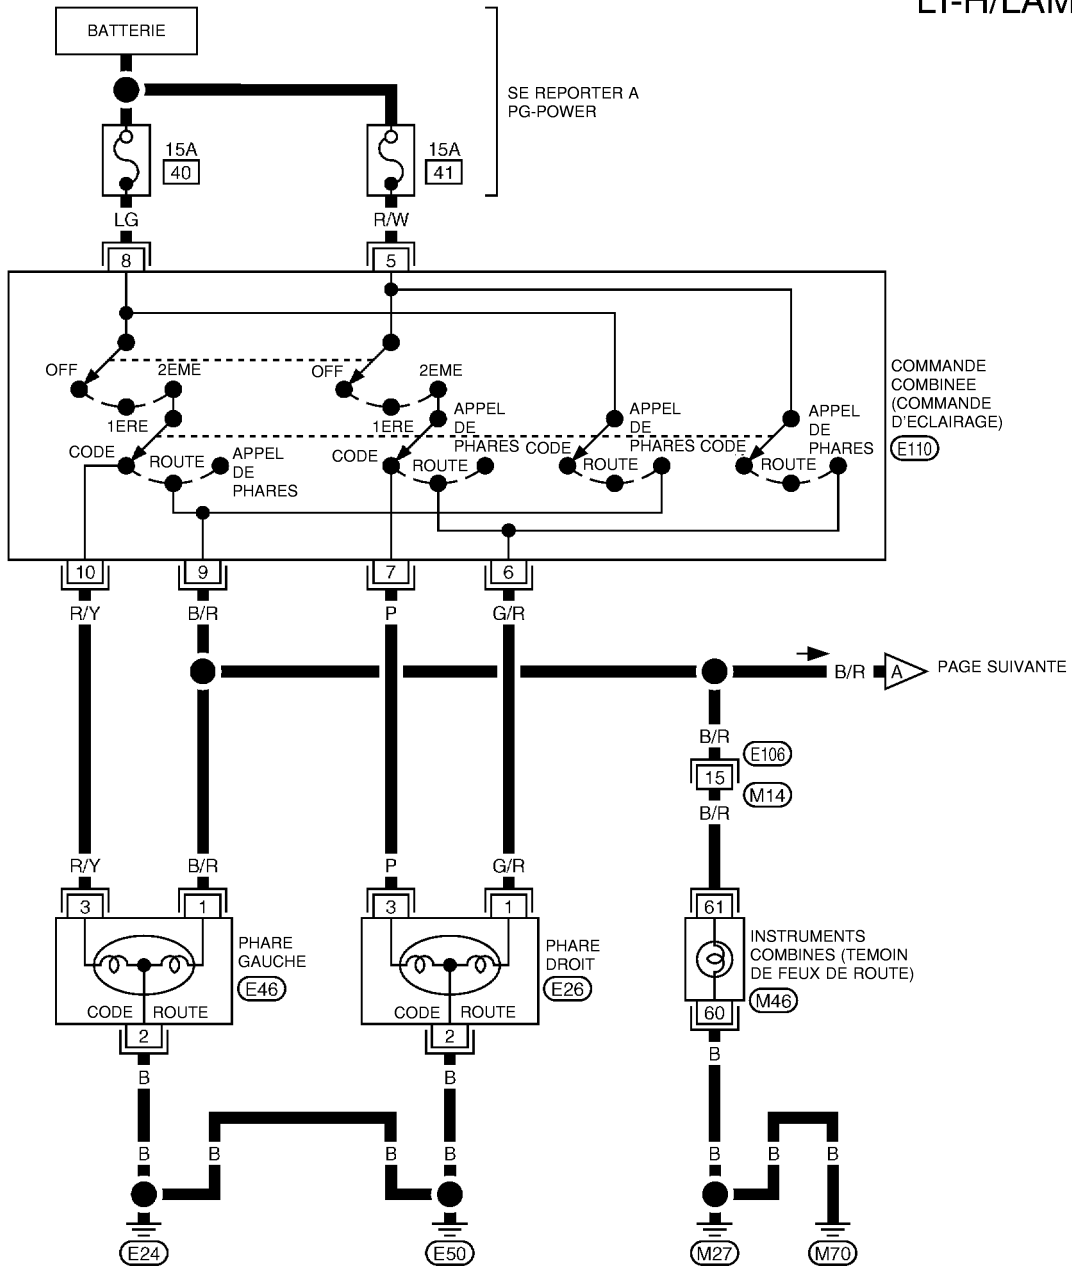 LT-H/LAM
BATTERIE
SE REPORTER A
PG-POWER
15A
40
15A
41
LG
R/W
8
5
OFF
2EME
1ERE
OFF
2EME
1ERE
COMMANDE
COMBINEE
(COMMANDE
D'ECLAIRAGE)
E110
CODE
ROUTE
APPEL
DE
PHARES
CODE
ROUTE
APPEL
DE
PHARES
CODE
ROUTE
APPEL
DE
PHARES
CODE
ROUTE
APPEL
DE
PHARES
10
9
7
6
R/Y
B/R
P
G/R
B/R
A
PAGE SUIVANTE
B/R
E106
15
M14
B/R
R/Y
B/R
P
G/R
3
1
3
1
61
PHARE
GAUCHE
E46
PHARE
DROIT
E26
INSTRUMENTS
COMBINES (TEMOIN
DE FEUX DE ROUTE)
M46
CODE
ROUTE
CODE
ROUTE
60
2
2
B
B
B
B
B
B
B
B
B
B
E24
E50
M27
M70